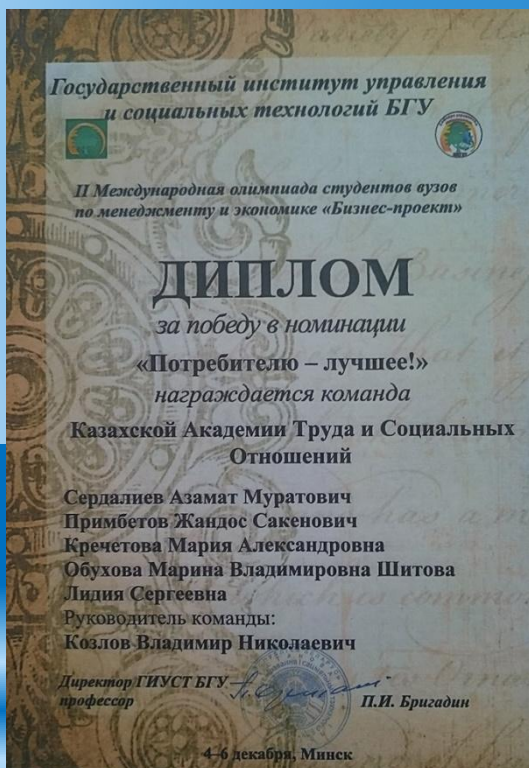 Государственный институт управления
и социальных технологий БГУ
II Международная олимпиада студентов вузов
по менеджменту и экономике «Бизнес-проект»
ДИПЛОМ
за победу в номинации
«Потребителю – лучшее!»
награждается команда
Казахской Академии Труда и Социальных
Отношений
Сердалиев Азамат Муратович
Примбетов Жандос Сакенович
Кречетова Мария Александровна
Обухова Марина Владимировна Шитова
Лидия Сергеевна
Руководитель команды:
Козлов Владимир Николаевич
Директор ГИУСТ БГУ
профессор
П.И. Бригадин
4–6 декабря, Минск